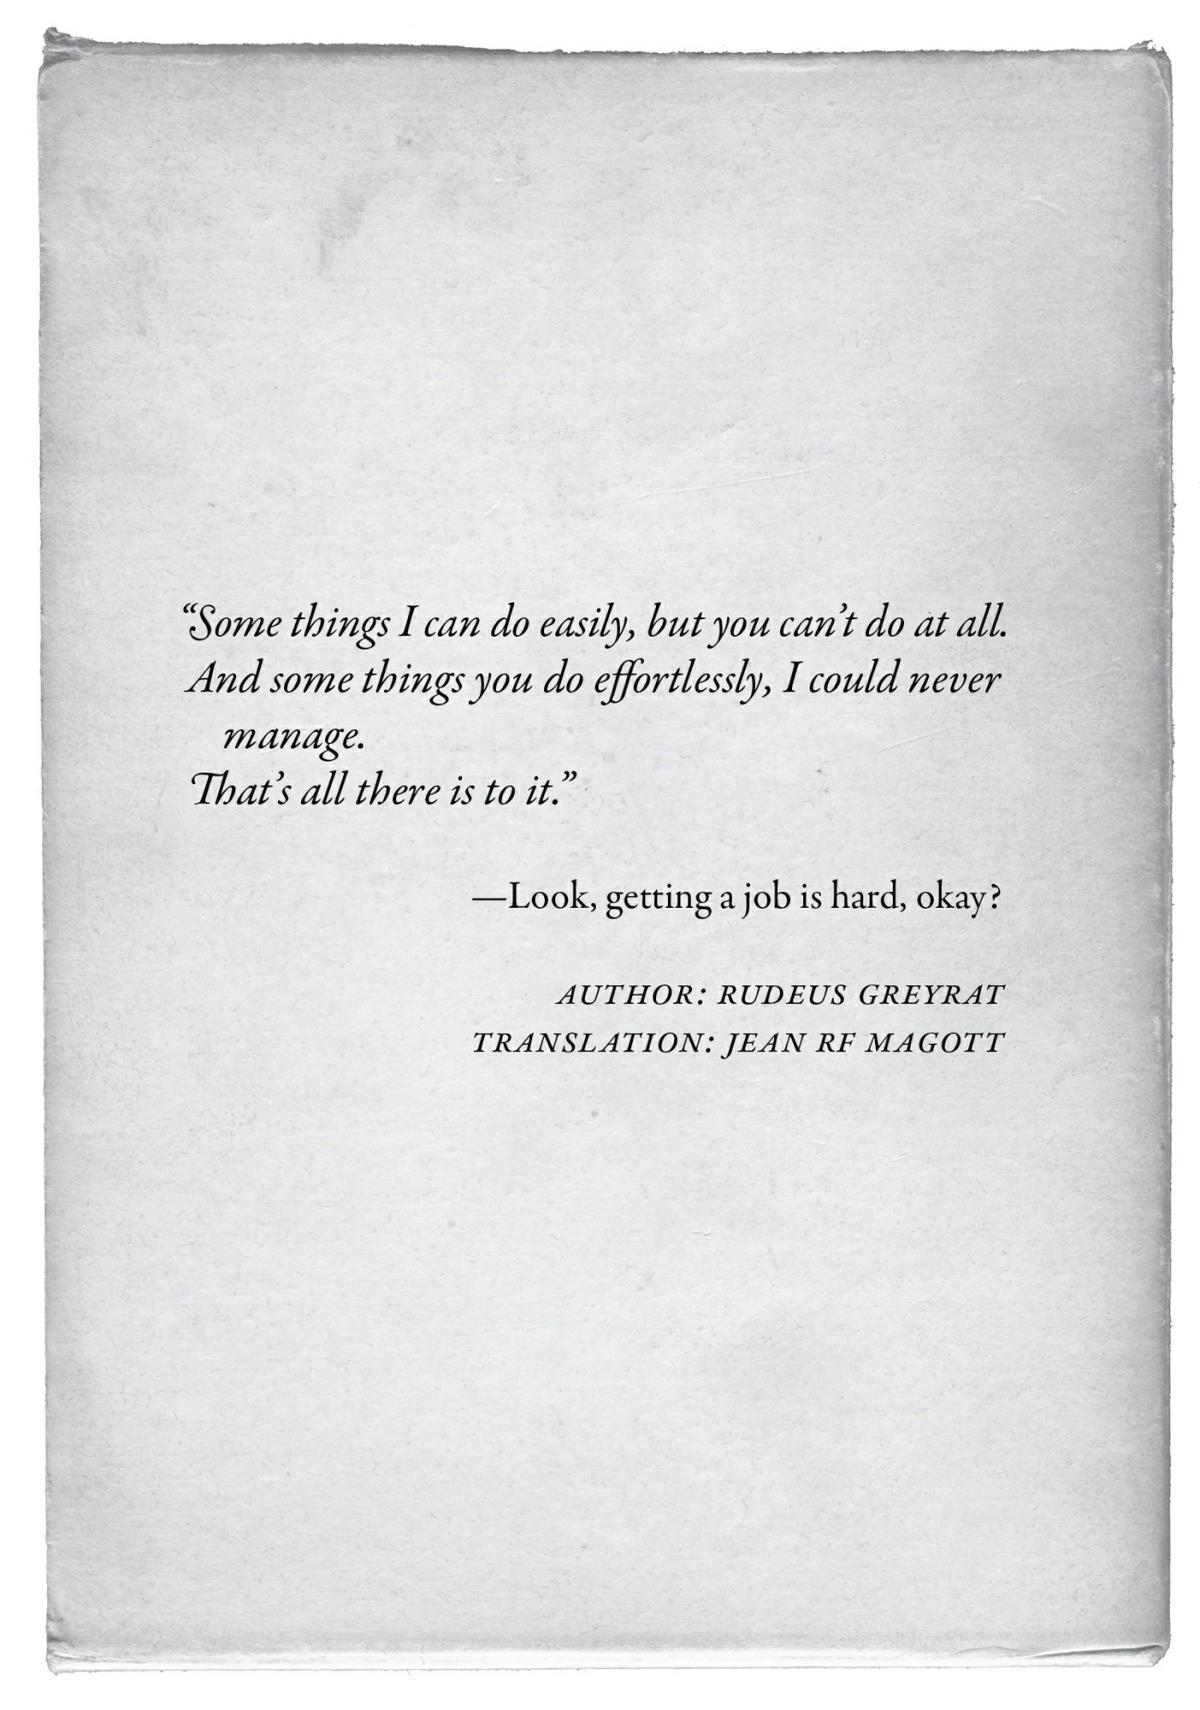 “Some things I can do easily, but you can’t do at all.
And some things you do effortlessly, I could never
manage.
That’s all there is to it.”
—Look, getting a job is hard, okay?
AUTHOR: RUDEUS GREYRAT
TRANSLATION: JEAN RF MAGOTT